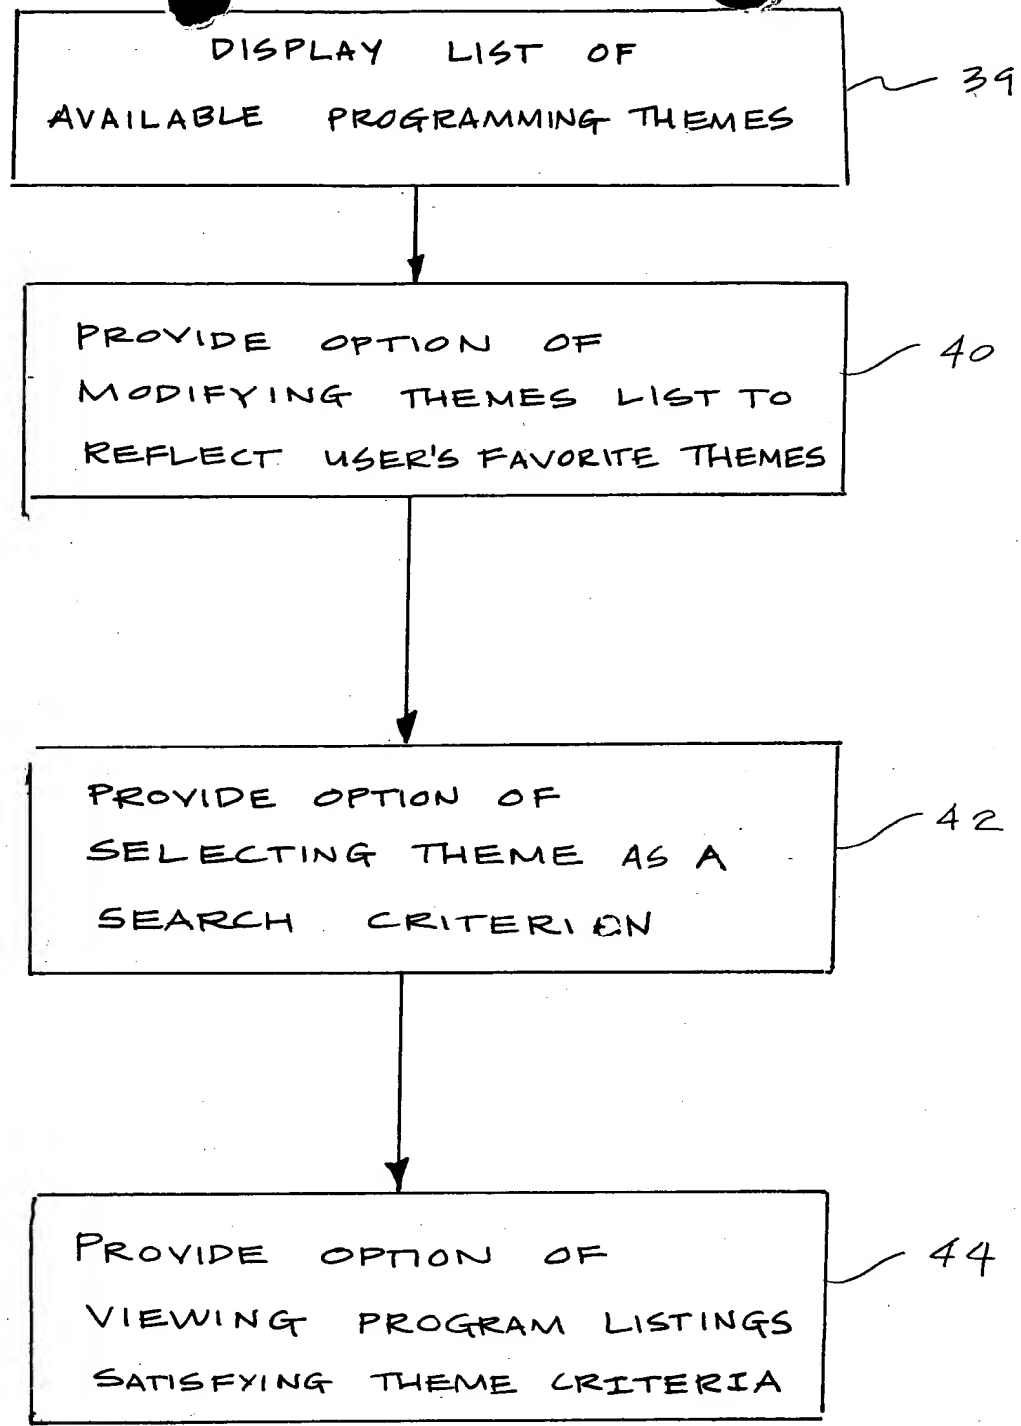 DISPLAY LIST OF
AVAILABLE PROGRAMMING THEMES
39
PROVIDE OPTION OF
MODIFYING THEMES LIST TO
REFLECT USER'S FAVORITE THEMES
40
PROVIDE OPTION OF
SELECTING THEME AS A
SEARCH CRITERION
42
PROVIDE OPTION OF
VIEWING PROGRAM LISTINGS
SATISFYING THEME CRITERIA
44